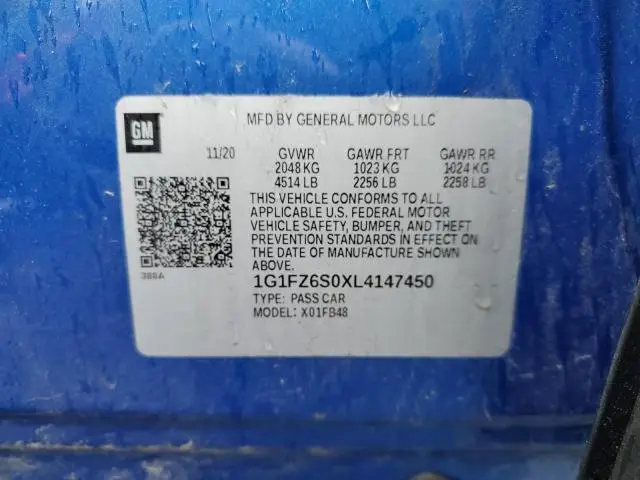 GM
MFD BY GENERAL MOTORS LLC
11/20 GVWR GAWR FRT GAWR RR
2048 KG 1023 KG 1024 KG
4514 LB 2256 LB 2258 LB
THIS VEHICLE CONFORMS TO ALL
APPLICABLE U.S. FEDERAL MOTOR
VEHICLE SAFETY, BUMPER, AND THEFT
PREVENTION STANDARDS IN EFFECT ON
THE DATE OF MANUFACTURE SHOWN
ABOVE.
388A
1G1FZ6S0XL4147450
TYPE: PASS CAR
MODEL: X01FB48